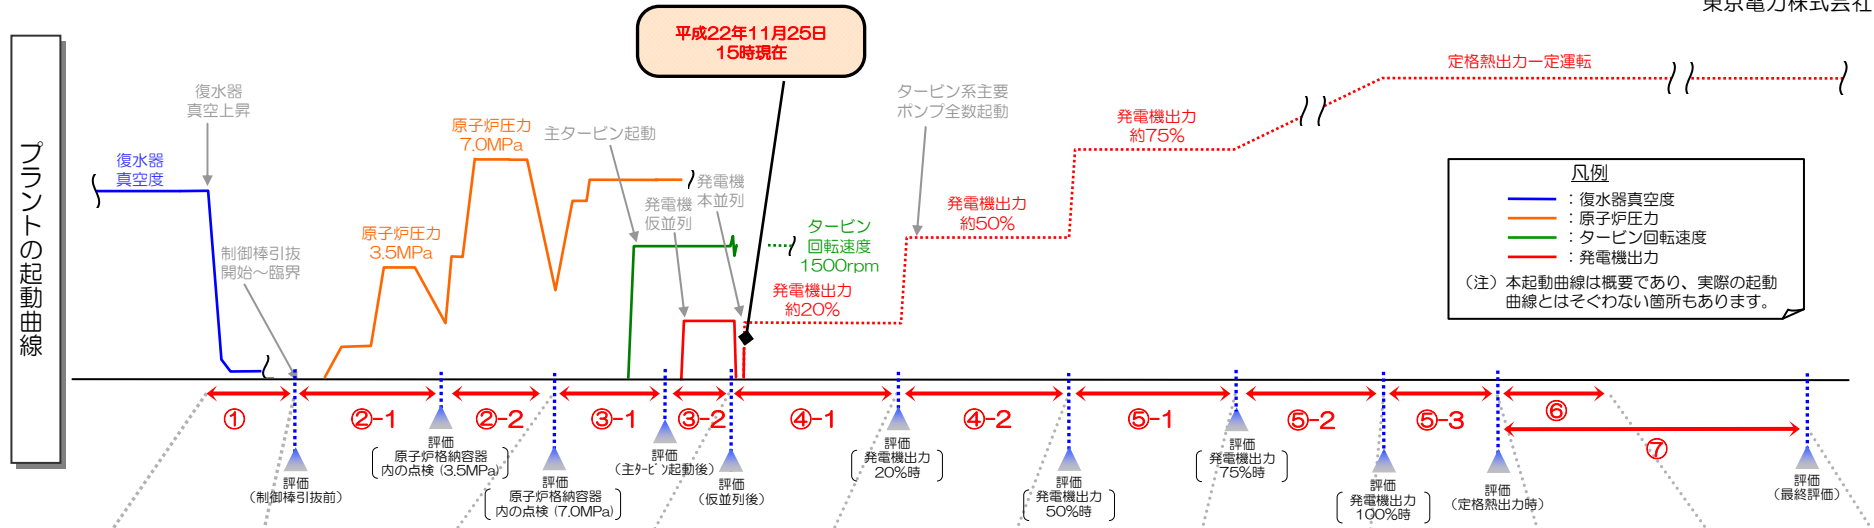 東京電力株式会社
プラントの起動曲線
平成22年11月25日
15時現在
復水器
真空上昇
復水器
真空度
制御棒引抜
開始～臨界
原子炉圧力
3.5MPa
原子炉圧力
7.0MPa
主タービン起動
発電機
仮並列
発電機
本並列
タービン
回転速度
1500rpm
発電機出力
約20%
タービン系主要
ポンプ全数起動
発電機出力
約50%
発電機出力
約75%
定格熱出力一定運転
凡例
：復水器真空度
：原子炉圧力
：タービン回転速度
：発電機出力
（注）本起動曲線は概要であり、実際の起動
曲線とはそぐわない箇所もあります。
①
②-1
②-2
③-1
③-2
④-1
④-2
⑤-1
⑤-2
⑤-3
⑥
⑦
評価
（制御棒引抜前）
評価
原子炉格納容器
内の点検（3.5MPa）
評価
原子炉格納容器
内の点検（7.0MPa）
評価
（主ﾀｰﾋﾞﾝ起動後）
評価
（仮並列後）
評価
発電機出力
20%時
評価
発電機出力
50%時
評価
発電機出力
75%時
評価
発電機出力
100%時
評価
（定格熱出力時）
評価
（最終評価）